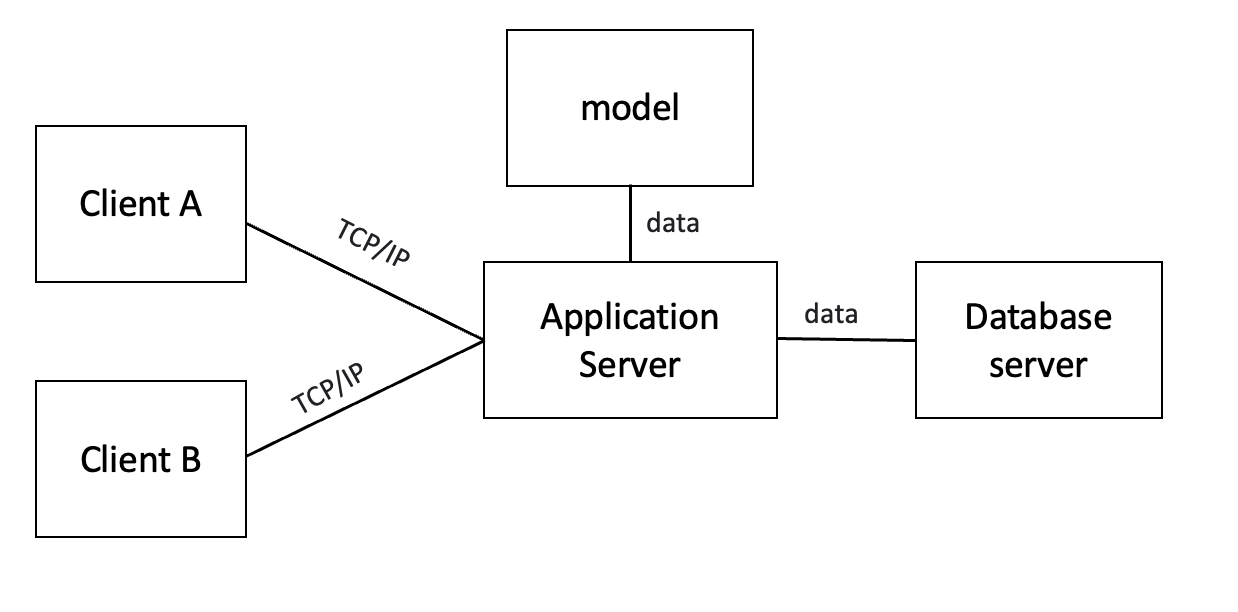 model
Client A
TCP/IP
data
Application
Server
data
Database
server
TCP/IP
Client B